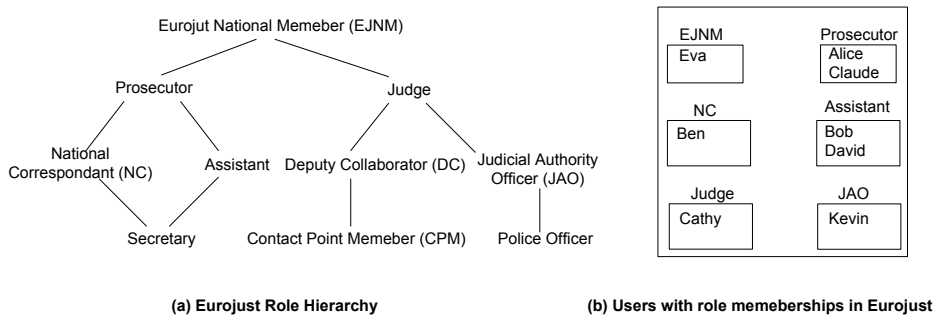 Eurojut National Memeber (EJNM)
Prosecutor
Judge
National
Correspondant (NC)
Assistant
Deputy Collaborator (DC)
Judicial Authority
Officer (JAO)
Secretary
Contact Point Memeber (CPM)
Police Officer
(a) Eurojust Role Hierarchy
EJNM
Eva
Prosecutor
Alice
Claude
NC
Ben
Assistant
Bob
David
Judge
Cathy
JAO
Kevin
(b) Users with role memeberships in Eurojust